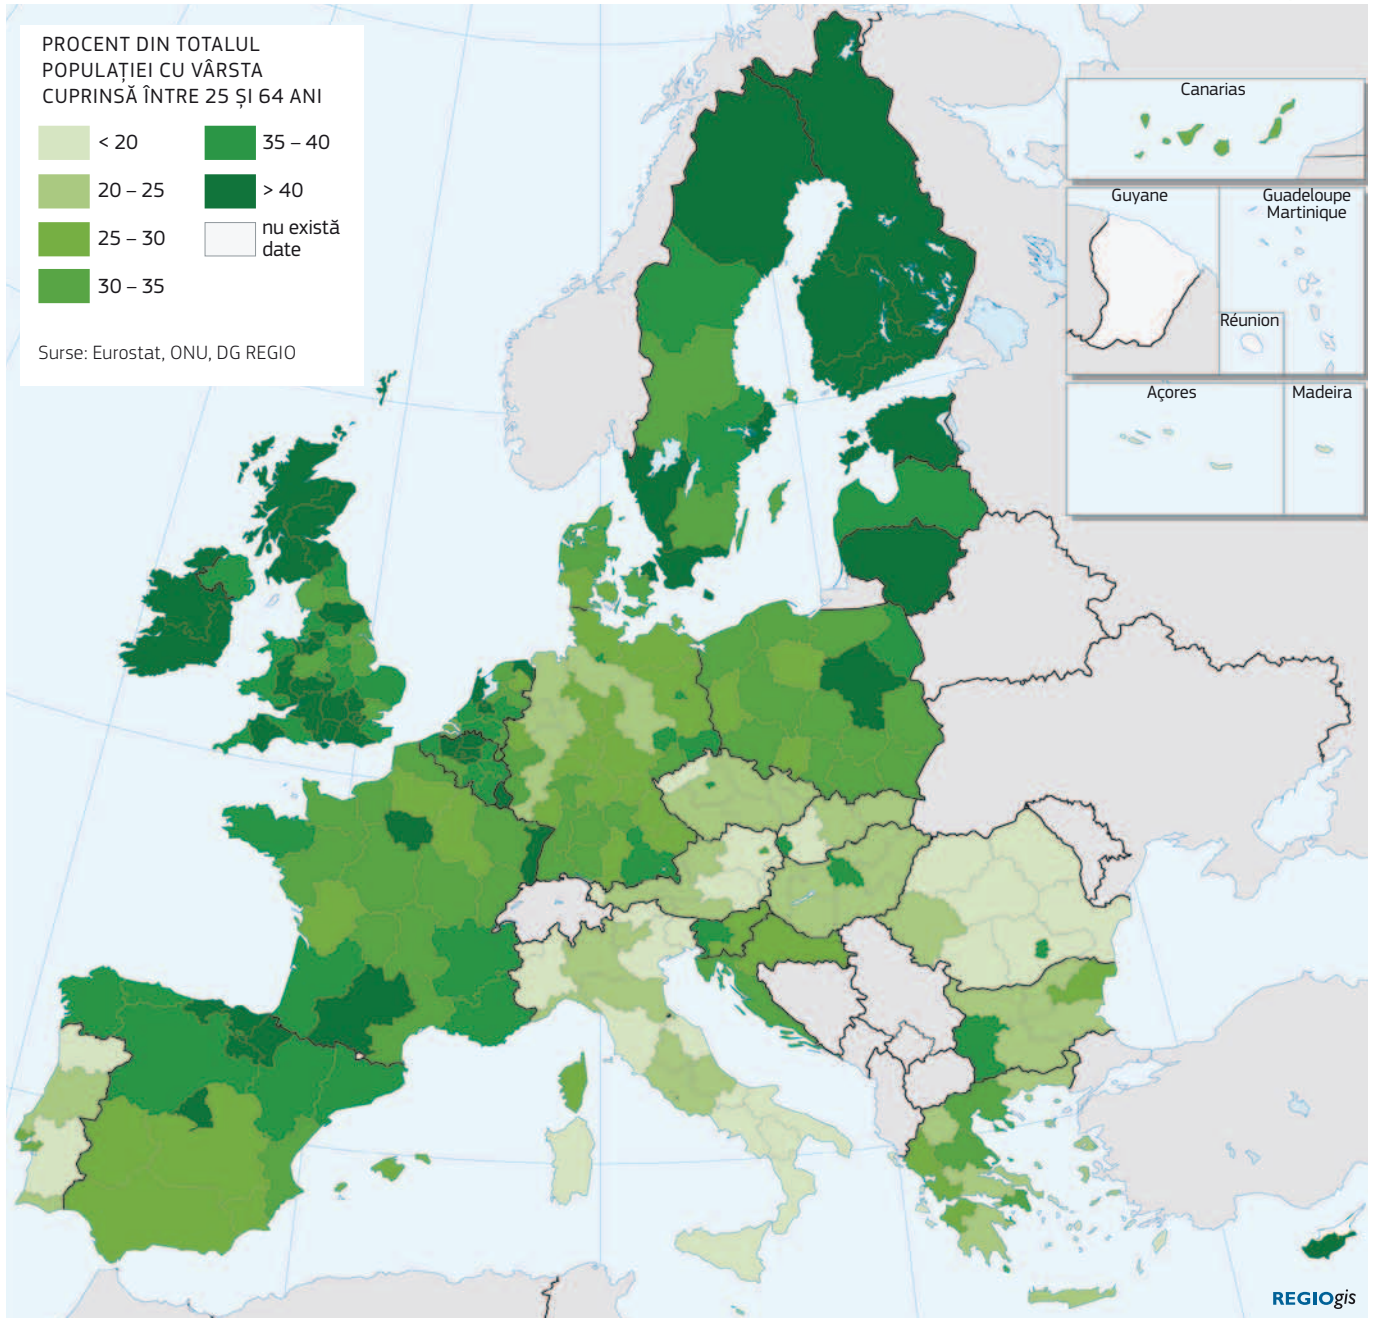 PROCENT DIN TOTALUL
POPULAȚIEI CU VÂRSTA
CUPRINSĂ ÎNTRE 25 ȘI 64 ANI
< 20
20 – 25
25 – 30
30 – 35
35 – 40
> 40
nu există
date
Surse: Eurostat, ONU, DG REGIO
Canarias
Guyane
Guadeloupe
Martinique
Réunion
Açores
Madeira
REGIOgis